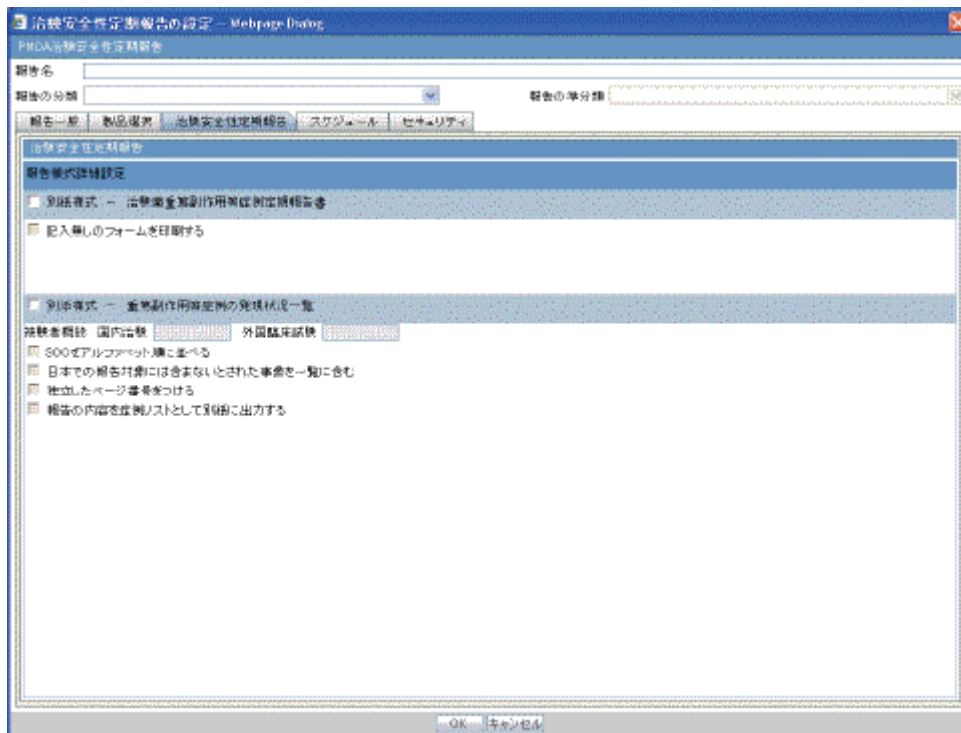 治験安全性定期報告の設定 -- Webpage Dialog
PMDA治験安全性定期報告
報告名
報告の分類 報告の準分類
報告一般 製品選択 治験安全性定期報告 スケジュール セキュリティ
治験安全性定期報告
報告様式詳細設定
別紙様式 － 治験薬重篤副作用等症例定期報告書
記入無しのフォームを印刷する
別添様式 － 重篤副作用等症例の発現状況一覧
被験者総数 国内治験 外国臨床試験
SOCをアルファベット順に並べる
日本での報告対象には含まないとされた事象を一覧に含む
独立したページ番号をつける
報告の内容を症例リストとして別紙に出力する
OK キャンセル